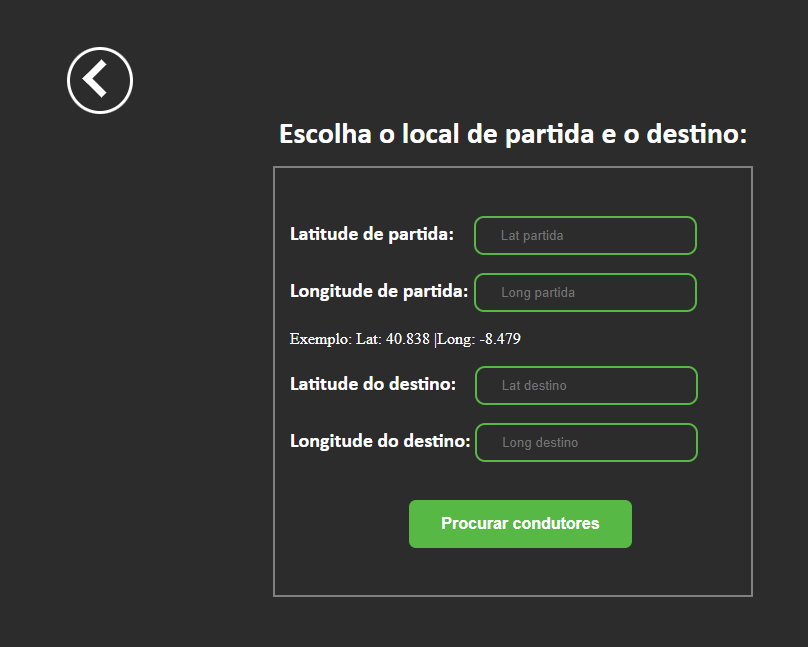 Escolha o local de partida e o destino:
Latitude de partida: Lat partida
Longitude de partida: Long partida
Exemplo: Lat: 40.838 |Long: -8.479
Latitude do destino: Lat destino
Longitude do destino: Long destino
Procurar condutores